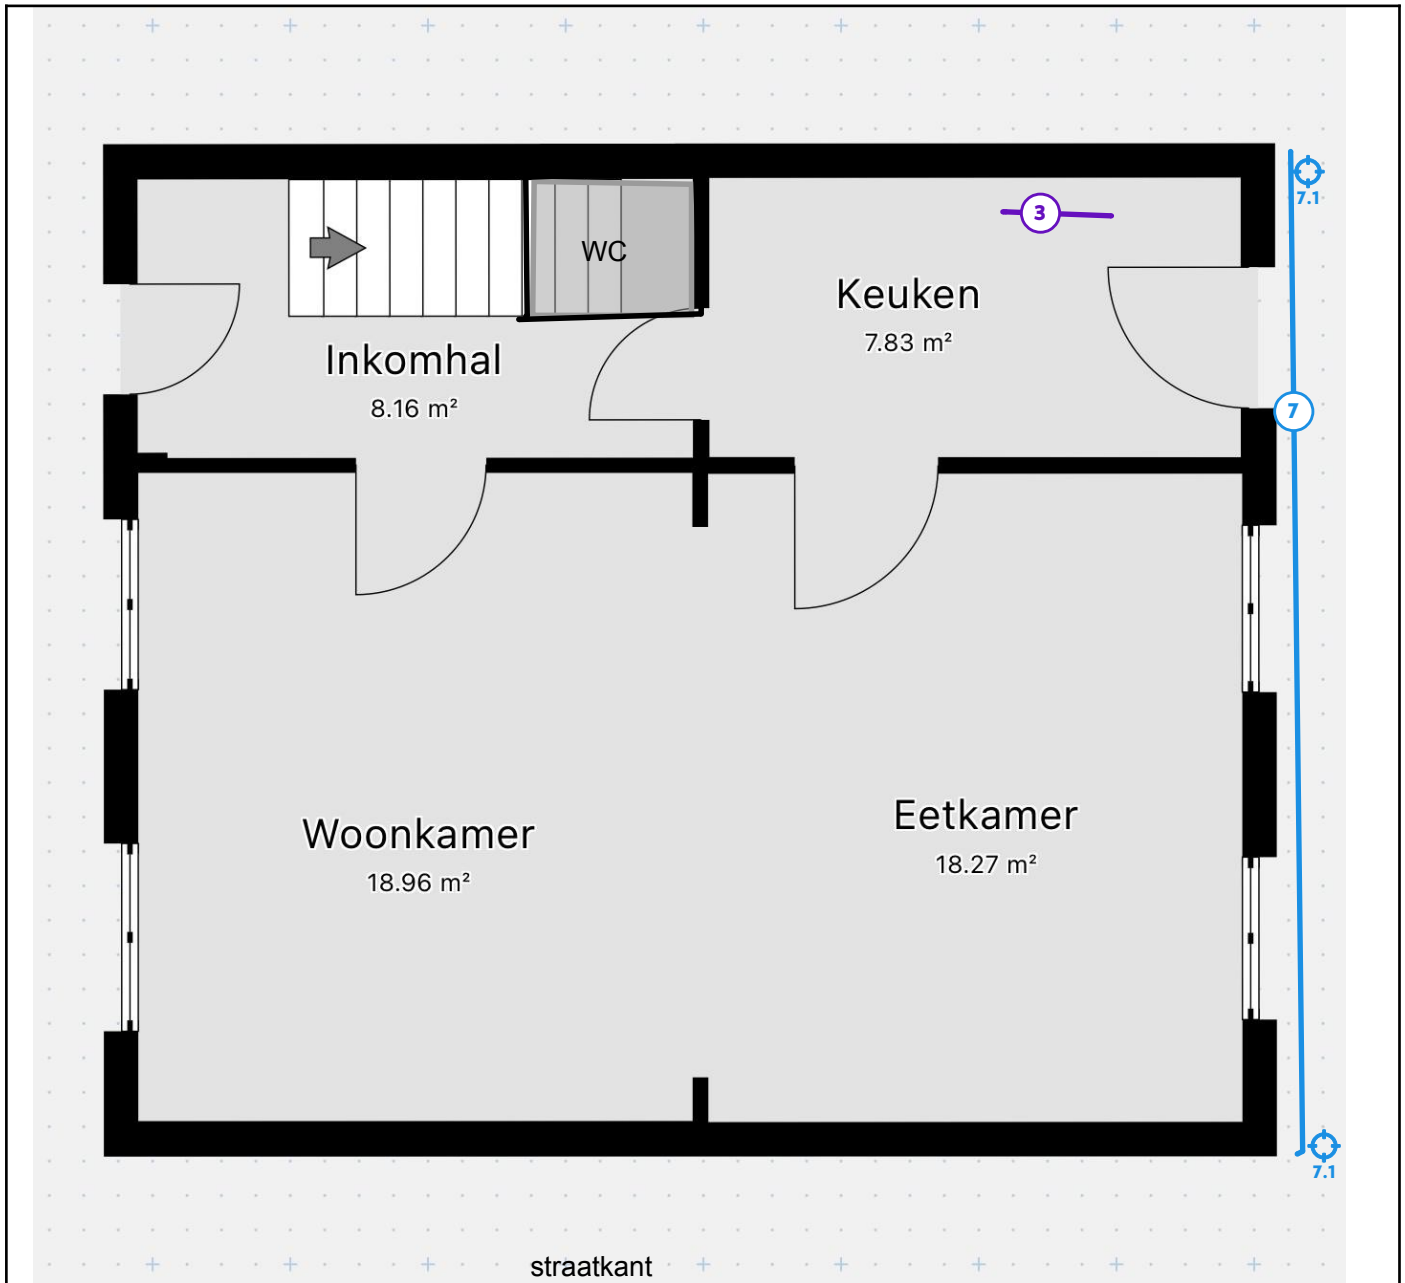 7.1
3
WC
Keuken
7.83 m²
Inkomhal
8.16 m²
7
Woonkamer
18.96 m²
Eetkamer
18.27 m²
7.1
straatkant